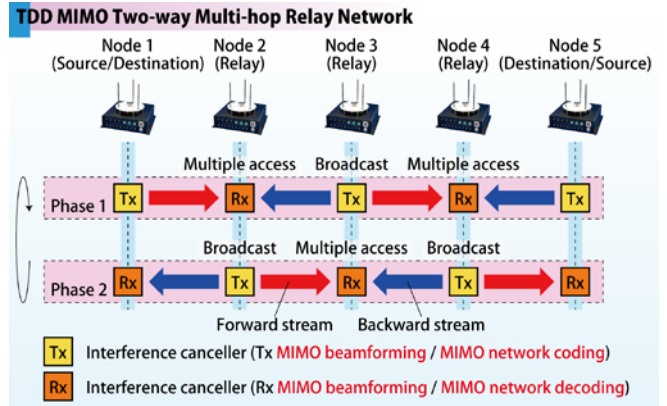 TDD MIMO Two-way Multi-hop Relay Network
Node 1 Node 2 Node 3 Node 4 Node 5
(Source/Destination) (Relay) (Relay) (Relay) (Destination/Source)
Multiple access Broadcast Multiple access
Phase 1 Tx Rx Tx Rx Tx
Broadcast Multiple access Broadcast
Phase 2 Rx Tx Rx Tx Rx
Forward stream Backward stream
Tx Interference canceller (Tx MIMO beamforming / MIMO network coding)
Rx Interference canceller (Rx MIMO beamforming / MIMO network decoding)